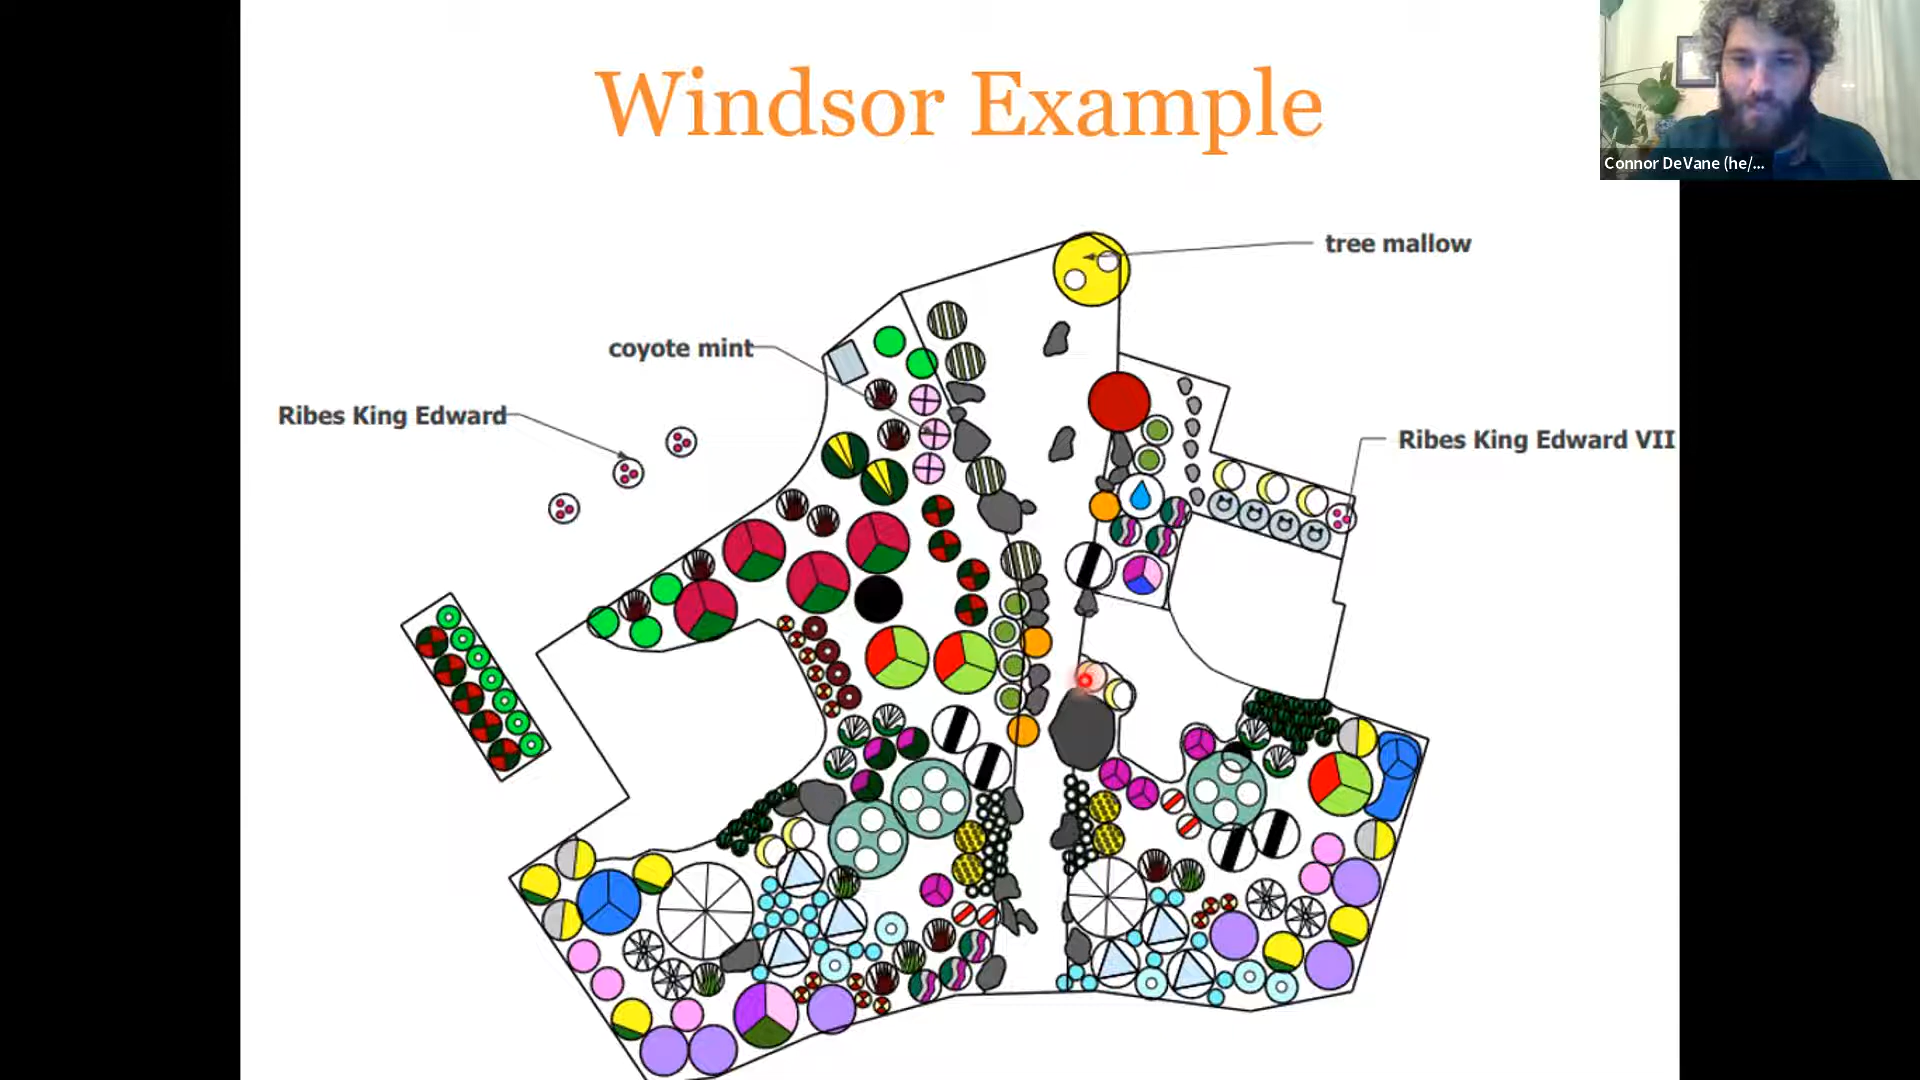 Windsor Example
Connor DeVane (he/...
tree mallow
coyote mint
Ribes King Edward
Ribes King Edward VII